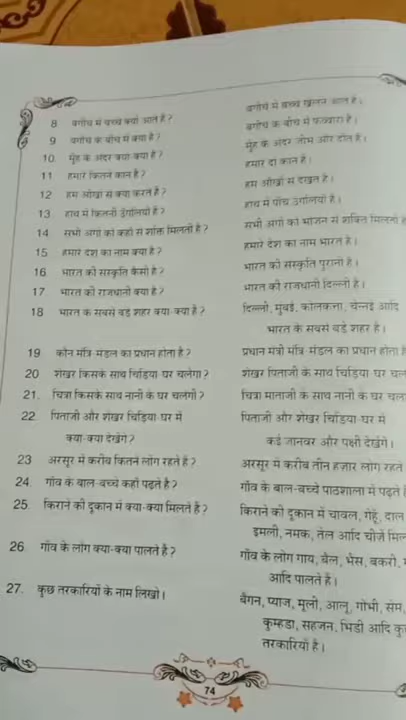 8 बगीचे में बच्चे क्यों आते हैं? बगीचे में बच्चे खेलने आते हैं।
9 बगीचे के बीच में क्या है? बगीचे के बीच में फव्वारा है।
10. मुँह के अंदर क्या-क्या है? मुँह के अंदर जीभ और दाँत हैं।
11 हमारे कितने कान हैं? हमारे दो कान हैं।
12 हम आँखों से क्या करते हैं? हम आँखों से देखते हैं।
13 हाथ में कितनी उँगलियाँ हैं? हाथ में पाँच उंगलियाँ हैं।
14 सभी अंगों को कहाँ से शक्ति मिलती है? सभी अंगों को भोजन से शक्ति मिलती
15 हमारे देश का नाम क्या है? हमारे देश का नाम भारत है।
16 भारत की संस्कृति कैसी है? भारत की संस्कृति पुरानी है।
17 भारत की राजधानी क्या है? भारत की राजधानी दिल्ली है।
18 भारत के सबसे बड़े शहर क्या-क्या हैं? दिल्ली, मुंबई, कोलकत्ता, चेन्नई आदि
भारत के सबसे बड़े शहर हैं।
19 कौन मंत्रि-मंडल का प्रधान होता है? प्रधान मंत्री मंत्रि-मंडल का प्रधान होता
20 शेखर किसके साथ चिड़िया-घर चलेगा? शेखर पिताजी के साथ चिड़िया-घर
21. चित्रा किसके साथ नानी के घर चलेगी? चित्रा माताजी के साथ नानी के घर
22. पिताजी और शेखर चिड़िया-घर में पिताजी और शेखर चिड़िया-घर में
क्या-क्या देखेंगे? कई जानवर और पक्षी देखेंगे।
23 अरसूर में करीब कितने लोग रहते हैं? अरसूर में करीब तीन हज़ार लोग रहते
24. गाँव के बाल-बच्चे कहाँ पढ़ते हैं? गाँव के बाल-बच्चे पाठशाला में पढ़ते
25. किराने की दूकान में क्या-क्या मिलते हैं? किराने की दूकान में चावल, गेहूँ, दाल
इमली, नमक, तेल आदि चीज़ें
26. गाँव के लोग क्या-क्या पालते हैं? गाँव के लोग गाय, बैल, भैंस, बकरी,
आदि पालते हैं।
27. कुछ तरकारियों के नाम लिखो। बैंगन, प्याज, मूली, आलू, गोभी, सेम,
कुम्हडा, सहजन, भिंडी आदि
तरकारियाँ हैं।
74